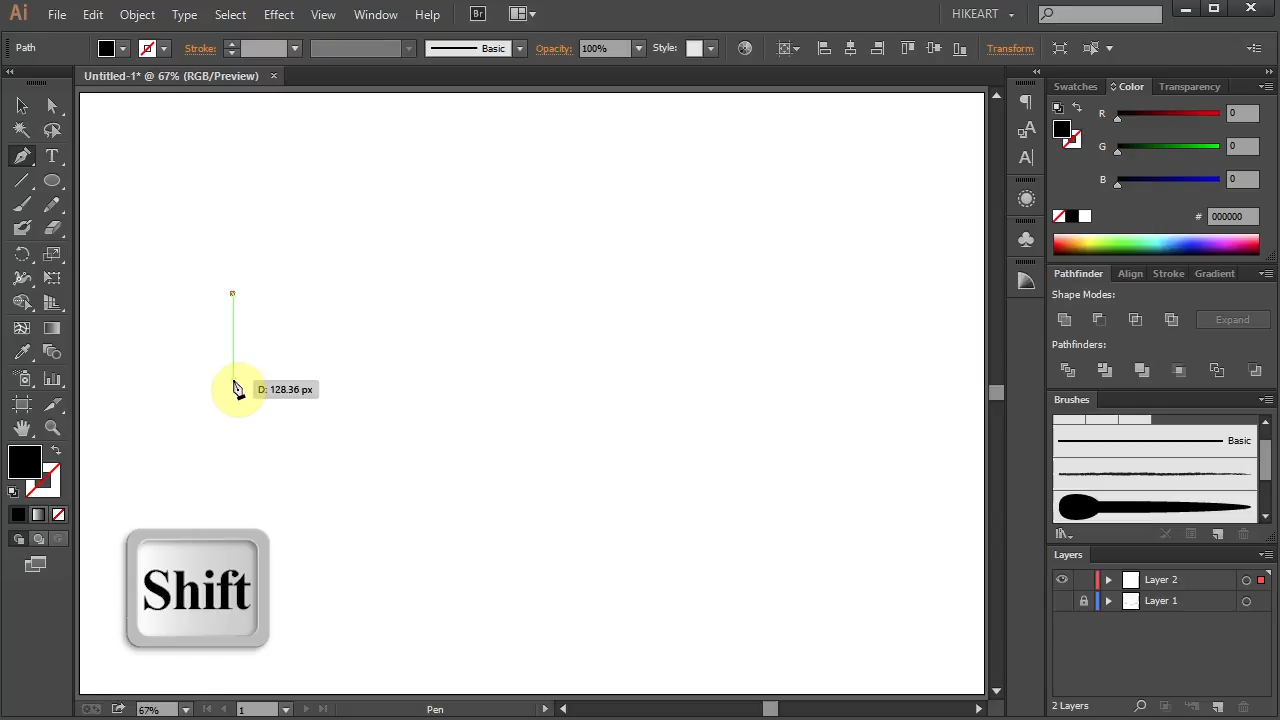 Ai File Edit Object Type Select Effect View Window Help Br HIKEART
Path Stroke: Basic Opacity: 100% Style: Transform
Untitled-1* @ 67% (RGB/Preview)
Swatches Color Transparency
R 0
G 0
B 0
# 000000
Pathfinder Align Stroke Gradient
Shape Modes:
Expand
Pathfinders:
D: 128.36 px
Brushes
Basic
Layers
Layer 2
Layer 1
Shift
67% 1 Pen
2 Layers